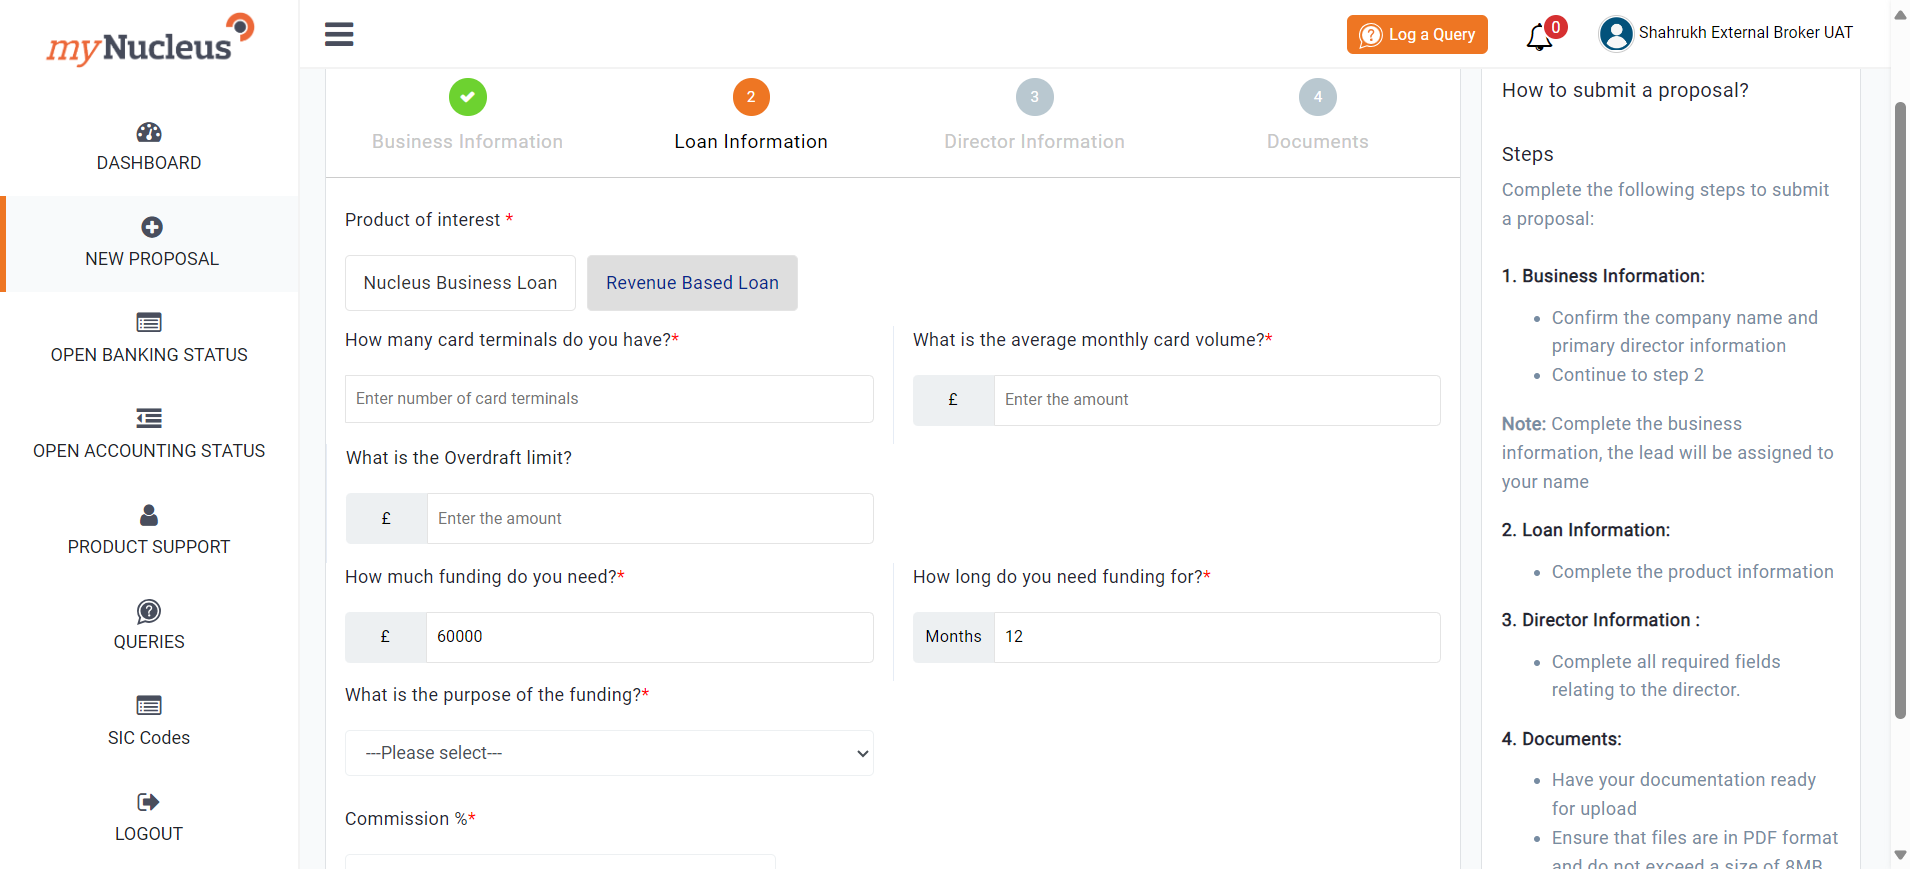 myNucleus
DASHBOARD
NEW PROPOSAL
OPEN BANKING STATUS
OPEN ACCOUNTING STATUS
PRODUCT SUPPORT
QUERIES
SIC Codes
LOGOUT
Log a Query
0
Shahrukh External Broker UAT
2
3
4
Business Information
Loan Information
Director Information
Documents
Product of interest *
Nucleus Business Loan
Revenue Based Loan
How many card terminals do you have?*
Enter number of card terminals
What is the average monthly card volume?*
£
Enter the amount
What is the Overdraft limit?
£
Enter the amount
How much funding do you need?*
£
60000
How long do you need funding for?*
Months
12
What is the purpose of the funding?*
---Please select---
Commission %*
How to submit a proposal?
Steps
Complete the following steps to submit
a proposal:
1. Business Information:
• Confirm the company name and
primary director information
• Continue to step 2
Note: Complete the business
information, the lead will be assigned to
your name
2. Loan Information:
• Complete the product information
3. Director Information :
• Complete all required fields
relating to the director.
4. Documents:
• Have your documentation ready
for upload
• Ensure that files are in PDF format
and do not exceed a size of 8MB